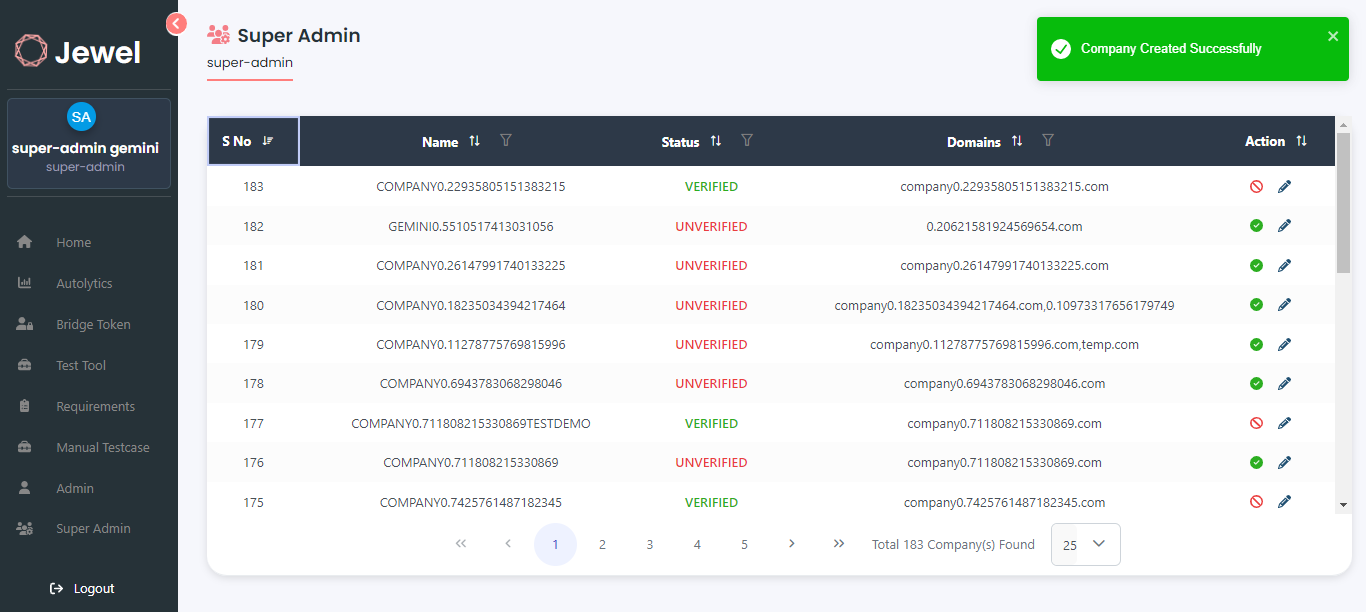 Jewel
SA
super-admin gemini
super-admin
Home
Autolytics
Bridge Token
Test Tool
Requirements
Manual Testcase
Admin
Super Admin
Logout
Super Admin
super-admin
Company Created Successfully
S No Name Status Domains Action
183 COMPANY0.22935805151383215 VERIFIED company0.22935805151383215.com
182 GEMINI0.5510517413031056 UNVERIFIED 0.20621581924569654.com
181 COMPANY0.26147991740133225 UNVERIFIED company0.26147991740133225.com
180 COMPANY0.18235034394217464 UNVERIFIED company0.18235034394217464.com,0.10973317656179749
179 COMPANY0.11278775769815996 UNVERIFIED company0.11278775769815996.com,temp.com
178 COMPANY0.6943783068298046 UNVERIFIED company0.6943783068298046.com
177 COMPANY0.711808215330869TESTDEMO VERIFIED company0.711808215330869.com
176 COMPANY0.711808215330869 UNVERIFIED company0.711808215330869.com
175 COMPANY0.7425761487182345 VERIFIED company0.7425761487182345.com
1 2 3 4 5 Total 183 Company(s) Found 25